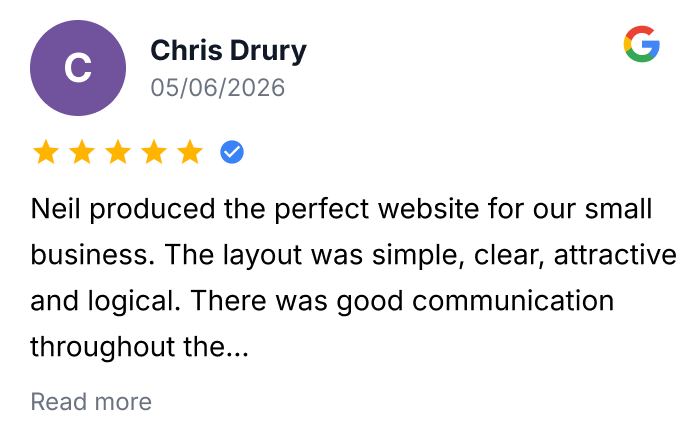 C
Chris Drury
05/06/2026
G
Neil produced the perfect website for our small
business. The layout was simple, clear, attractive
and logical. There was good communication
throughout the...
Read more